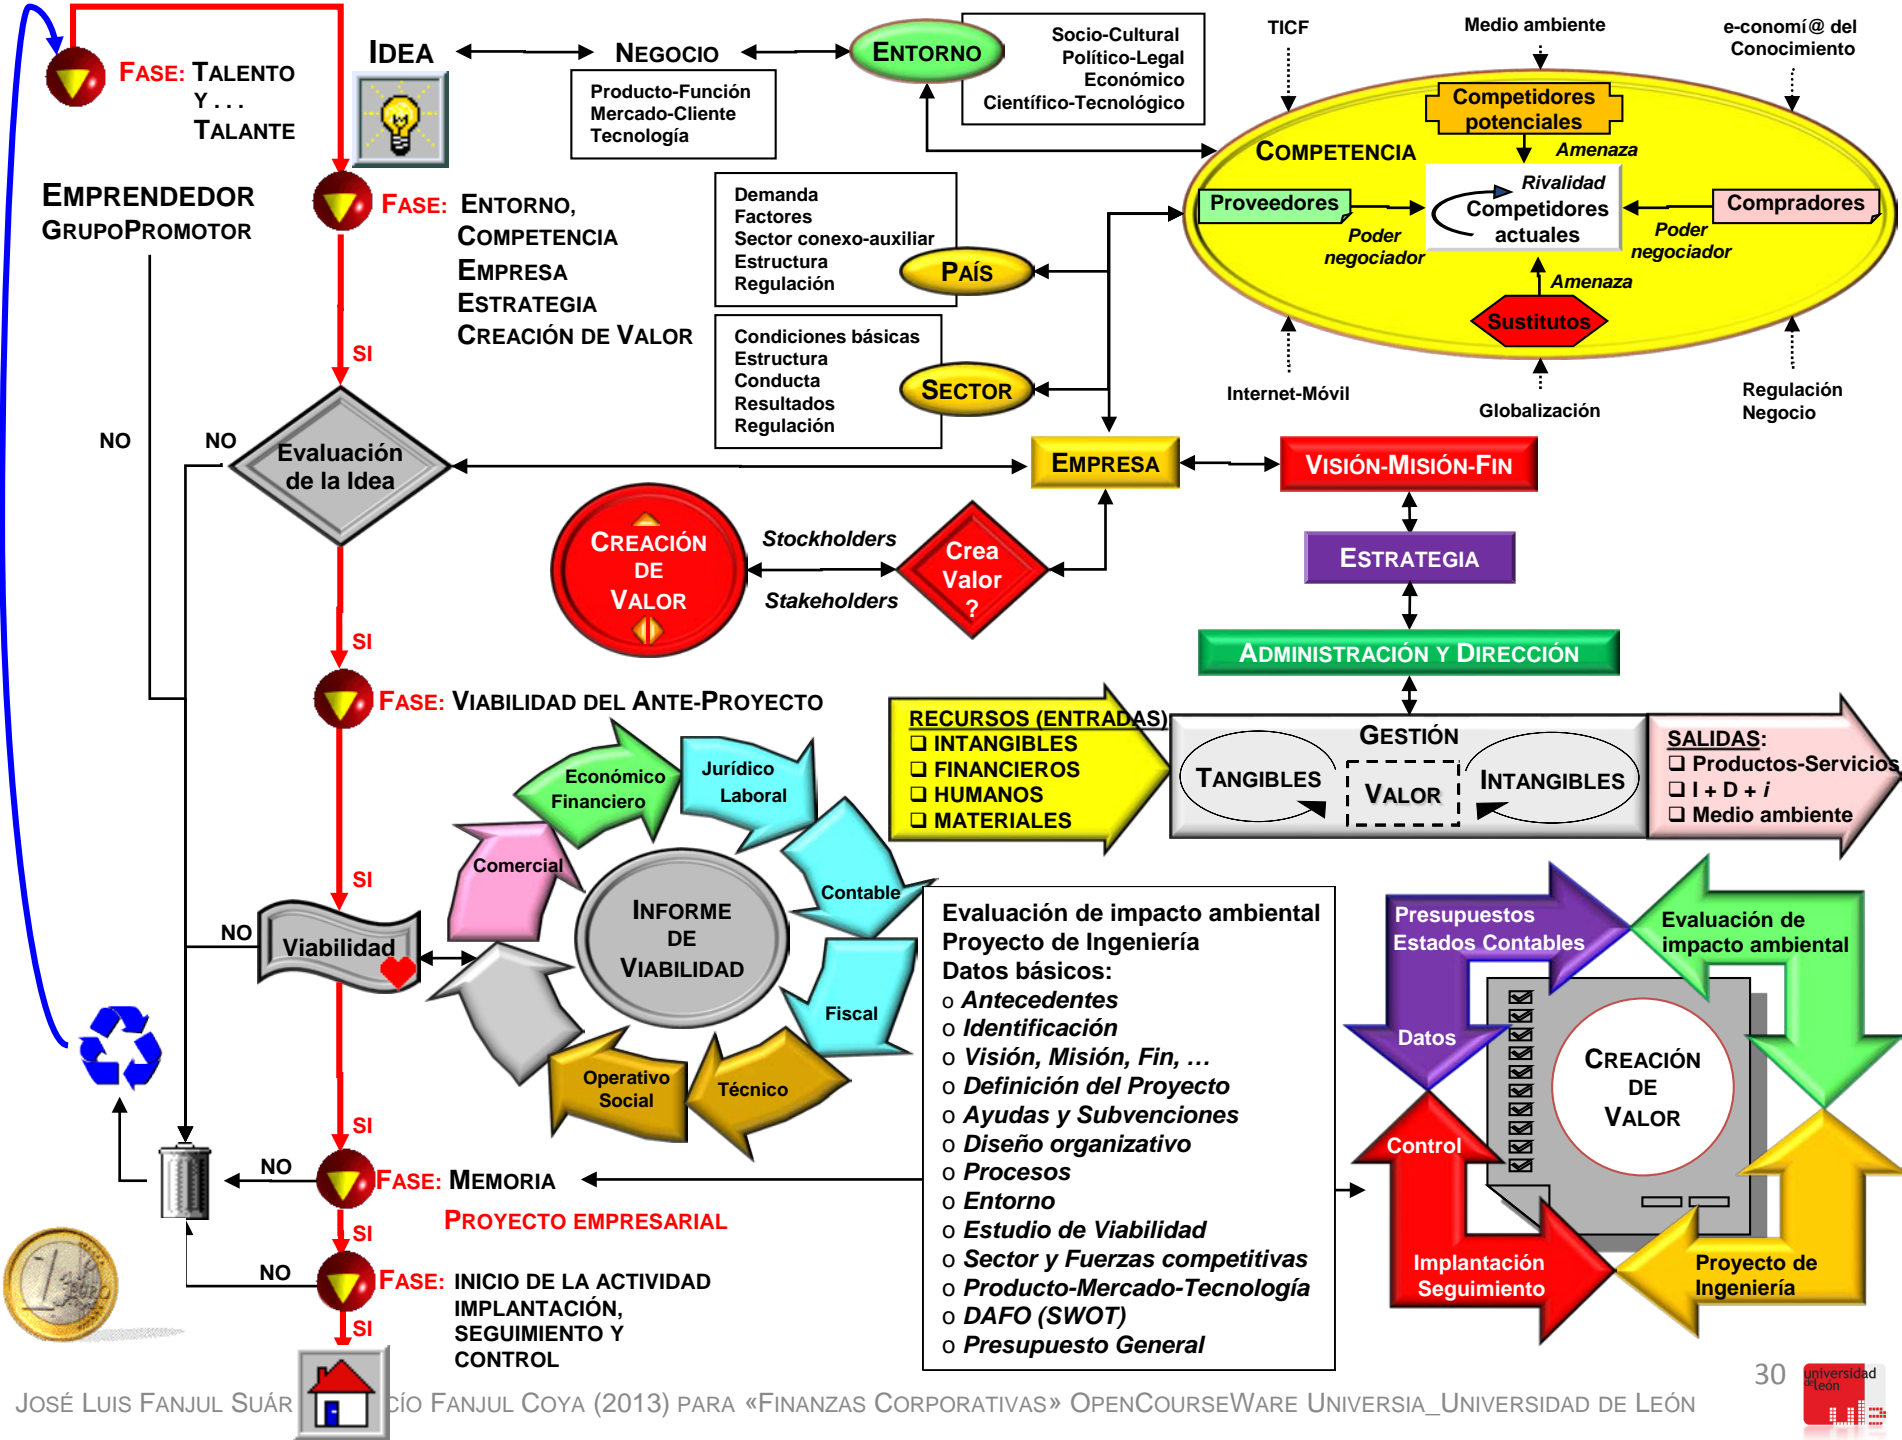 FASE: TALENTO
Y . . .
TALANTE
IDEA
NEGOCIO
Producto-Función
Mercado-Cliente
Tecnología
ENTORNO
Socio-Cultural
Político-Legal
Económico
Científico-Tecnológico
TICF
Medio ambiente
e-conomí@ del
Conocimiento
COMPETENCIA
Competidores
potenciales
Amenaza
Proveedores
Poder
negociador
Rivalidad
Competidores
actuales
Compradores
Poder
negociador
Amenaza
Sustitutos
Internet-Móvil
Globalización
Regulación
Negocio
EMPRENDEDOR
GRUPOPROMOTOR
FASE: ENTORNO,
COMPETENCIA
EMPRESA
ESTRATEGIA
CREACIÓN DE VALOR
Demanda
Factores
Sector conexo-auxiliar
Estructura
Regulación
PAÍS
Condiciones básicas
Estructura
Conducta
Resultados
Regulación
SECTOR
SI
NO
NO
Evaluación
de la Idea
EMPRESA
VISIÓN-MISIÓN-FIN
ESTRATEGIA
ADMINISTRACIÓN Y DIRECCIÓN
CREACIÓN
DE
VALOR
Stockholders
Stakeholders
Crea
Valor
?
SI
FASE: VIABILIDAD DEL ANTE-PROYECTO
RECURSOS (ENTRADAS)
❑ INTANGIBLES
❑ FINANCIEROS
❑ HUMANOS
❑ MATERIALES
GESTIÓN
TANGIBLES
VALOR
INTANGIBLES
SALIDAS:
❑ Productos-Servicios
❑ I + D + i
❑ Medio ambiente
SI
NO
Viabilidad
INFORME
DE
VIABILIDAD
Económico
Financiero
Jurídico
Laboral
Contable
Fiscal
Técnico
Operativo
Social
Comercial
Evaluación de impacto ambiental
Proyecto de Ingeniería
Datos básicos:
o Antecedentes
o Identificación
o Visión, Misión, Fin, …
o Definición del Proyecto
o Ayudas y Subvenciones
o Diseño organizativo
o Procesos
o Entorno
o Estudio de Viabilidad
o Sector y Fuerzas competitivas
o Producto-Mercado-Tecnología
o DAFO (SWOT)
o Presupuesto General
Presupuestos
Estados Contables
Datos
Evaluación de
impacto ambiental
CREACIÓN
DE
VALOR
Control
Implantación
Seguimiento
Proyecto de
Ingeniería
SI
NO
FASE: MEMORIA
PROYECTO EMPRESARIAL
SI
NO
FASE: INICIO DE LA ACTIVIDAD
IMPLANTACIÓN,
SEGUIMIENTO Y
CONTROL
SI
1
EURO
JOSÉ LUIS FANJUL SUÁR CÍO FANJUL COYA (2013) PARA «FINANZAS CORPORATIVAS» OPENCOURSEWARE UNIVERSIA_UNIVERSIDAD DE LEÓN
30
universidad
de león